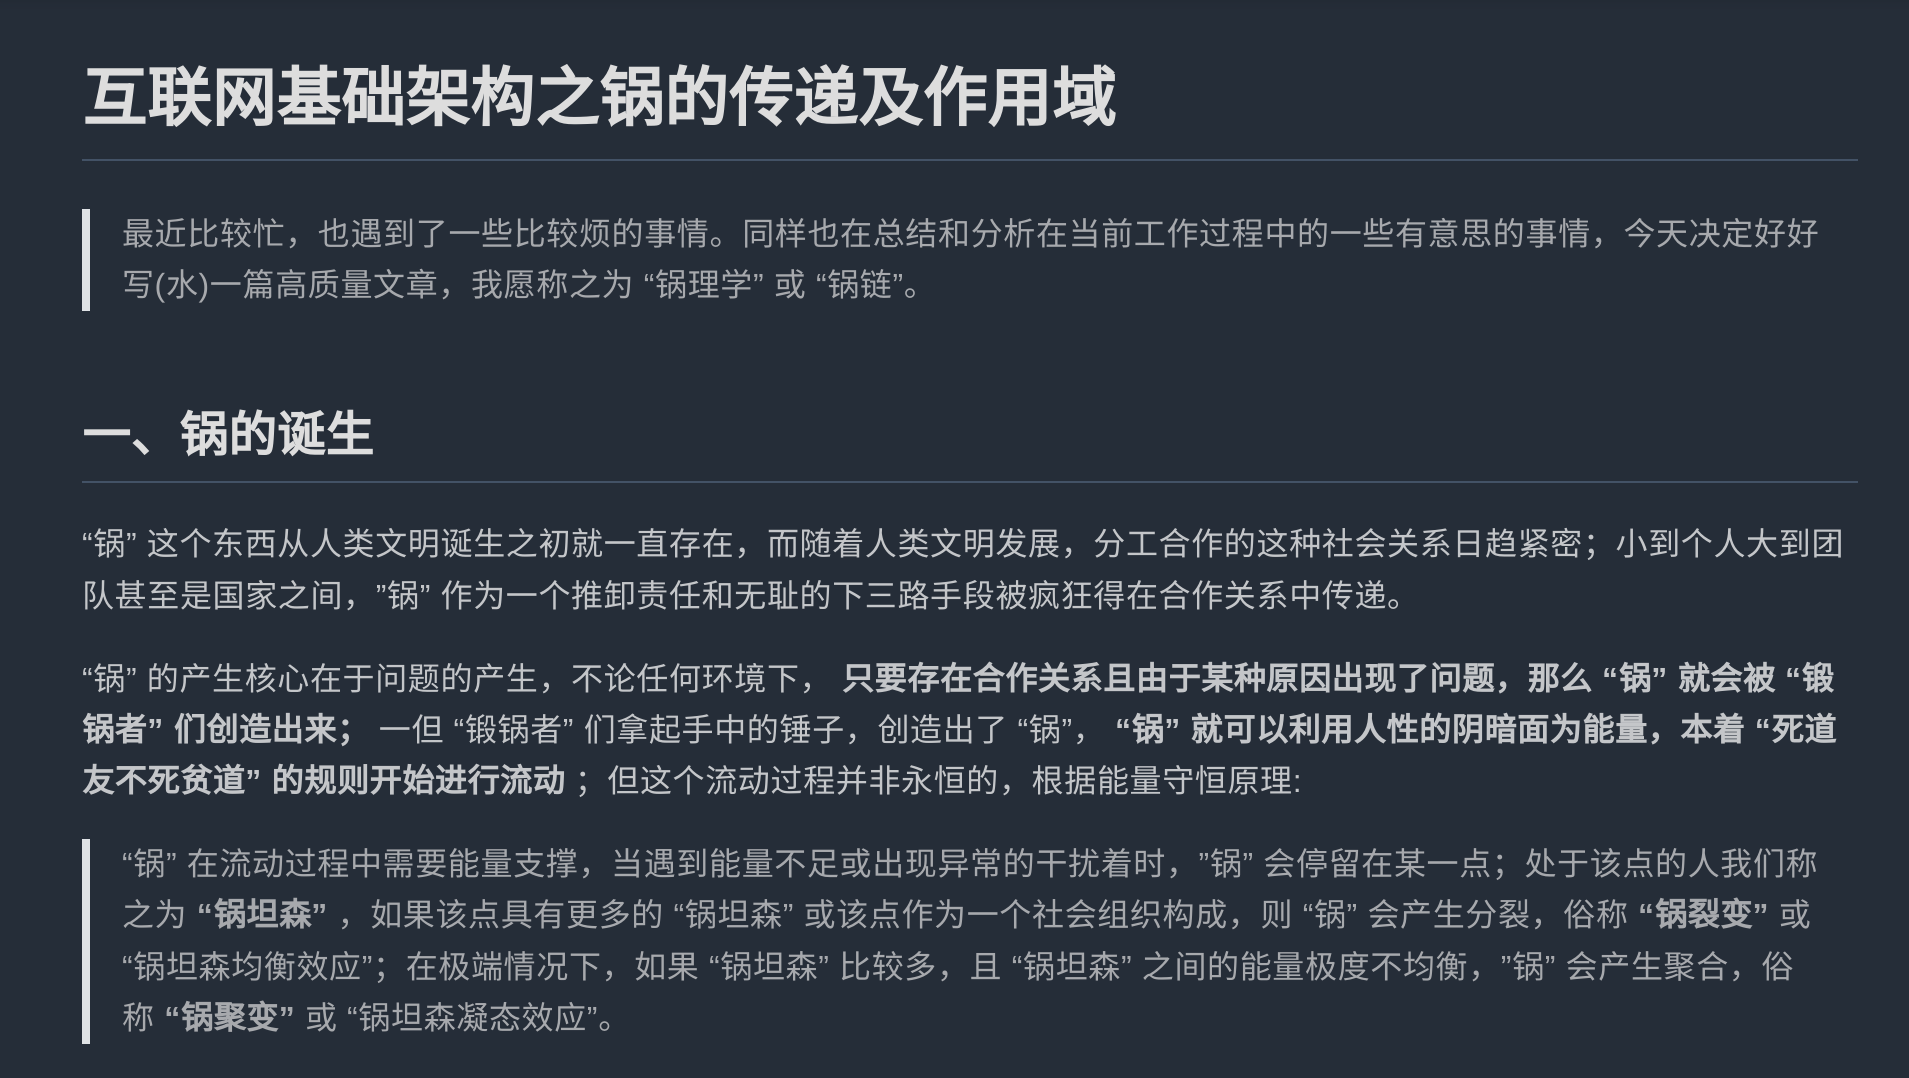 互联网基础架构之锅的传递及作用域
最近比较忙，也遇到了一些比较烦的事情。同样也在总结和分析在当前工作过程中的一些有意思的事情，今天决定好好
写(水)一篇高质量文章，我愿称之为 “锅理学” 或 “锅链”。
一、锅的诞生
“锅” 这个东西从人类文明诞生之初就一直存在，而随着人类文明发展，分工合作的这种社会关系日趋紧密；小到个人大到团
队甚至是国家之间，”锅” 作为一个推卸责任和无耻的下三路手段被疯狂得在合作关系中传递。
“锅” 的产生核心在于问题的产生，不论任何环境下， 只要存在合作关系且由于某种原因出现了问题，那么 “锅” 就会被 “锻
锅者” 们创造出来； 一但 “锻锅者” 们拿起手中的锤子，创造出了 “锅”， “锅” 就可以利用人性的阴暗面为能量，本着 “死道
友不死贫道” 的规则开始进行流动 ；但这个流动过程并非永恒的，根据能量守恒原理:
“锅” 在流动过程中需要能量支撑，当遇到能量不足或出现异常的干扰着时，”锅” 会停留在某一点；处于该点的人我们称
之为 “锅坦森” ，如果该点具有更多的 “锅坦森” 或该点作为一个社会组织构成，则 “锅” 会产生分裂，俗称 “锅裂变” 或
“锅坦森均衡效应”；在极端情况下，如果 “锅坦森” 比较多，且 “锅坦森” 之间的能量极度不均衡，”锅” 会产生聚合，俗
称 “锅聚变” 或 “锅坦森凝态效应”。